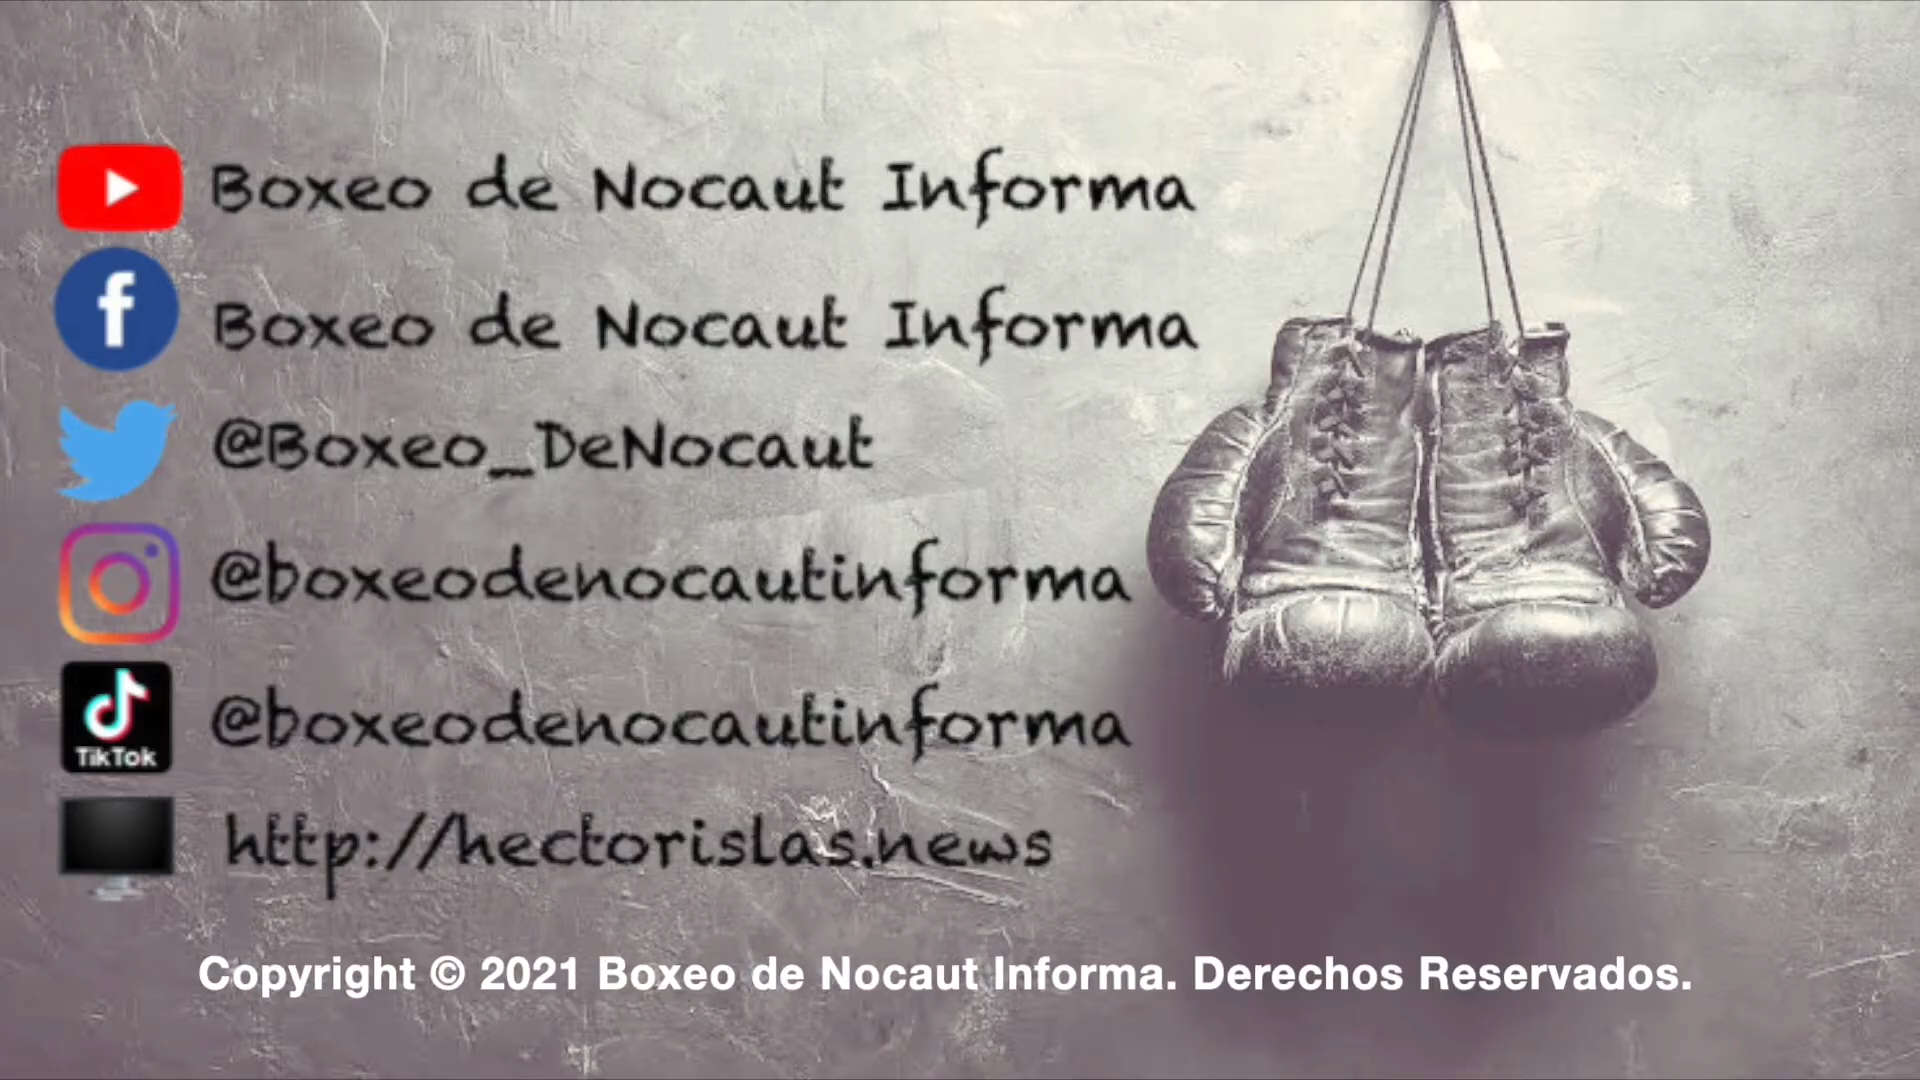 Boxeo de Nocaut Informa
Boxeo de Nocaut Informa
@Boxeo_DeNocaut
@boxeodenocautinforma
TikTok
@boxeodenocautinforma
http://hectorislas.news
Copyright © 2021 Boxeo de Nocaut Informa. Derechos Reservados.